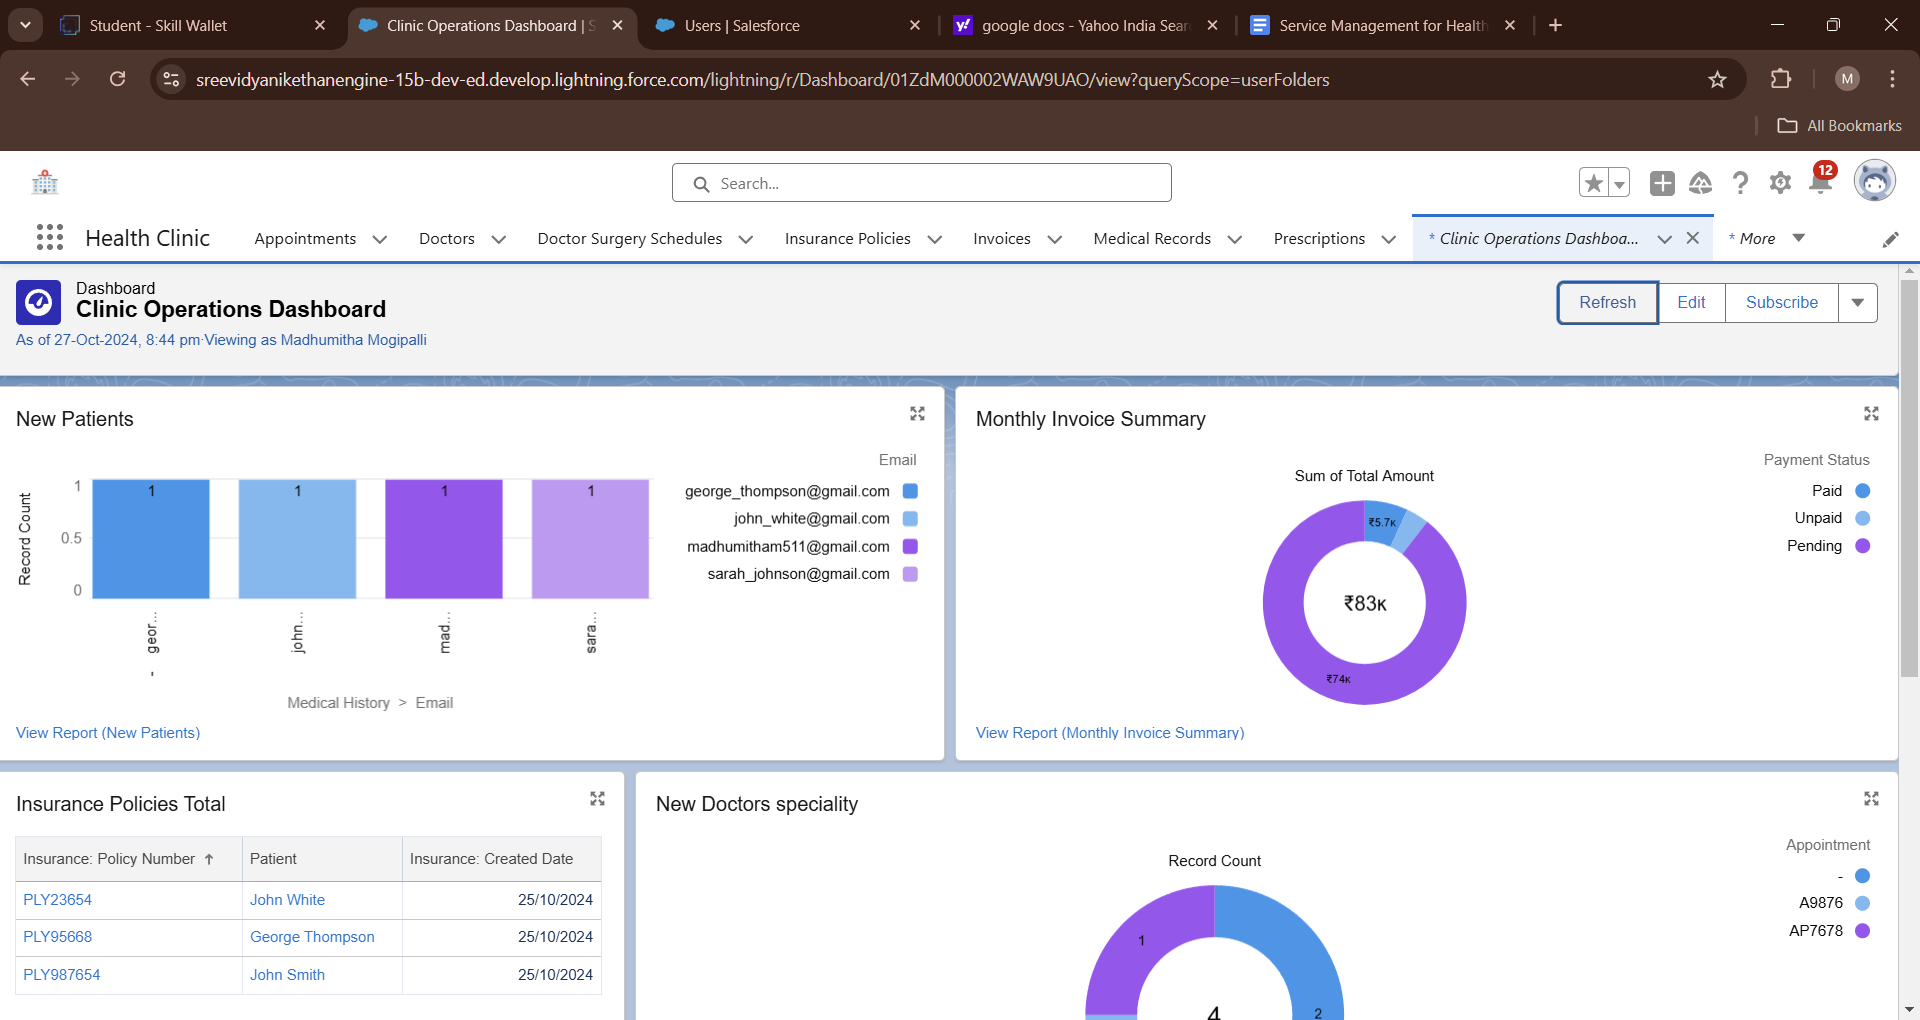 Student - Skill Wallet
Clinic Operations Dashboard | S
Users | Salesforce
google docs - Yahoo India Sear
Service Management for Health
sreevidyanikethanengine-15b-dev-ed.develop.lightning.force.com/lightning/r/Dashboard/01ZdM000002WAW9UAO/view?queryScope=userFolders
M
All Bookmarks
Search...
12
Health Clinic
Appointments
Doctors
Doctor Surgery Schedules
Insurance Policies
Invoices
Medical Records
Prescriptions
* Clinic Operations Dashboa...
* More
Dashboard
Clinic Operations Dashboard
As of 27-Oct-2024, 8:44 pm·Viewing as Madhumitha Mogipalli
Refresh
Edit
Subscribe
New Patients
Email
george_thompson@gmail.com
john_white@gmail.com
madhumitham511@gmail.com
sarah_johnson@gmail.com
Record Count
1
0.5
0
1
1
1
1
geor...
john...
mad...
sara...
-
Medical History > Email
View Report (New Patients)
Monthly Invoice Summary
Payment Status
Paid
Unpaid
Pending
Sum of Total Amount
₹5.7K
₹83K
₹74K
View Report (Monthly Invoice Summary)
Insurance Policies Total
Insurance: Policy Number ↑ Patient Insurance: Created Date
PLY23654 John White 25/10/2024
PLY95668 George Thompson 25/10/2024
PLY987654 John Smith 25/10/2024
New Doctors speciality
Appointment
-
A9876
AP7678
Record Count
1
4
2